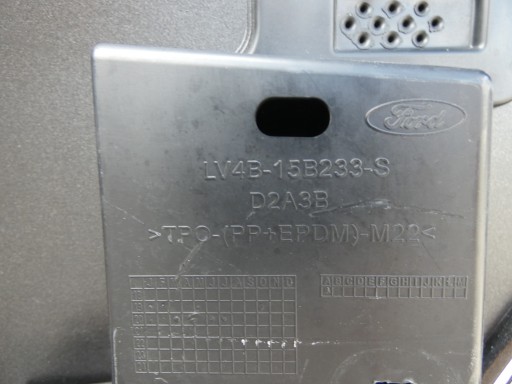 Ford
LV4B-15B233-S
D2A3B
>TPO-(PP+EPDM)-M22<
J F M A M J J A S O N D
A B C D E F G H I J K L M